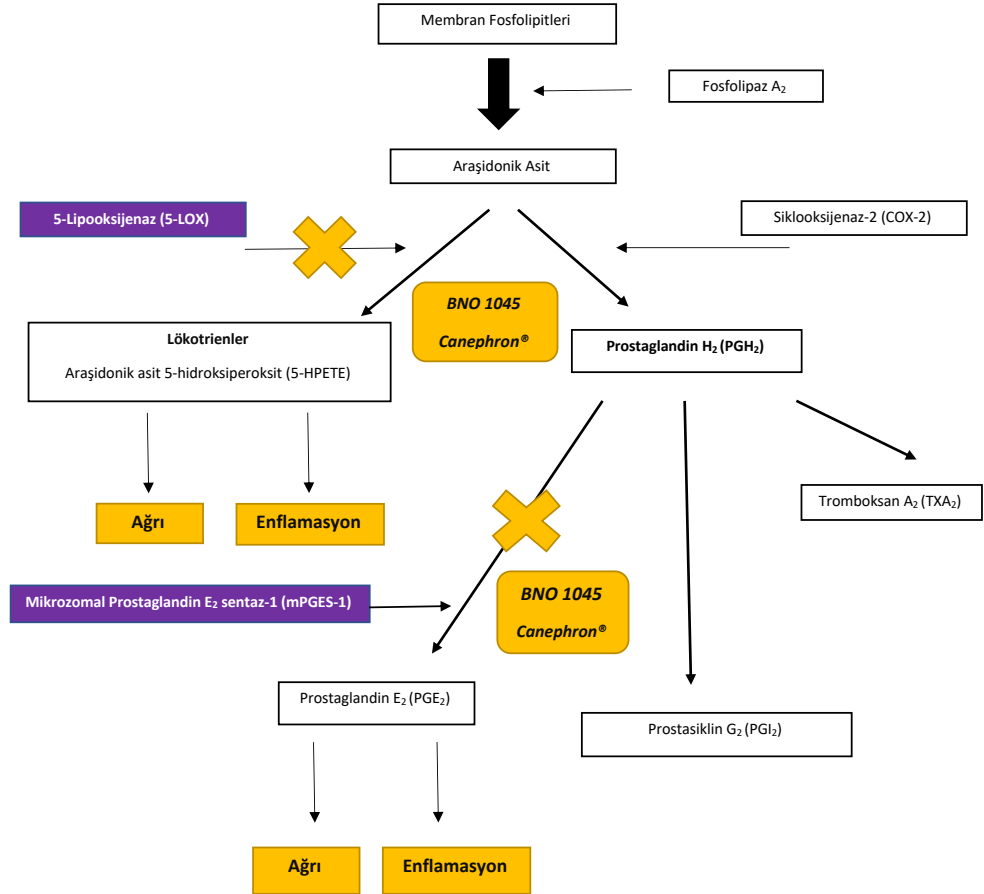 Membran Fosfolipitleri
Fosfolipaz A₂
Araşidonik Asit
5-Lipooksijenaz (5-LOX)
Siklooksijenaz-2 (COX-2)
BNO 1045
Canephron®
Lökotrienler
Araşidonik asit 5-hidroksiperoksit (5-HPETE)
Prostaglandin H₂ (PGH₂)
Ağrı
Enflamasyon
Tromboksan A₂ (TXA₂)
Mikrozomal Prostaglandin E₂ sentaz-1 (mPGES-1)
BNO 1045
Canephron®
Prostaglandin E₂ (PGE₂)
Prostasiklin G₂ (PGI₂)
Ağrı
Enflamasyon